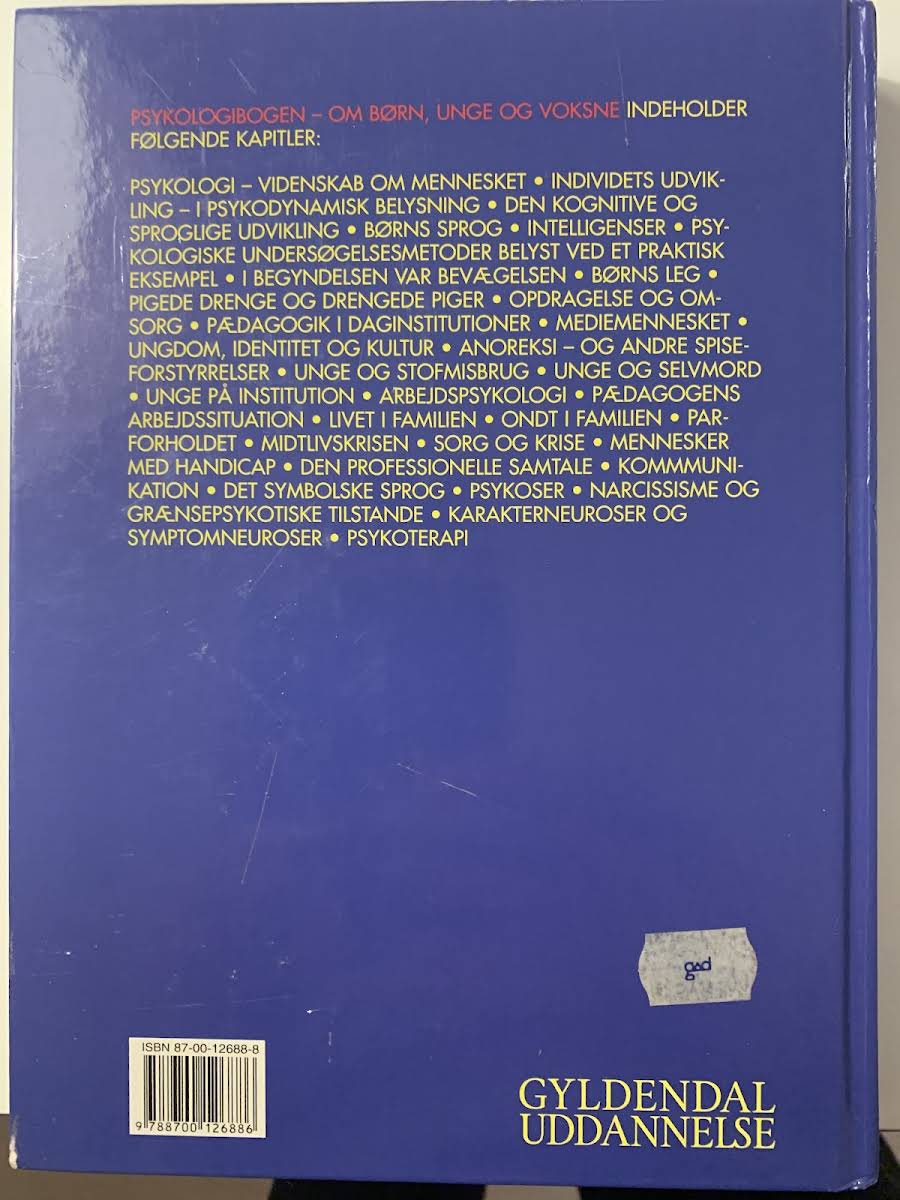 PSYKOLOGIBOGEN – OM BØRN, UNGE OG VOKSNE INDEHOLDER
FØLGENDE KAPITLER:
PSYKOLOGI – VIDENSKAB OM MENNESKET • INDIVIDETS UDVIK-
LING – I PSYKODYNAMISK BELYSNING • DEN KOGNITIVE OG
SPROGLIGE UDVIKLING • BØRNS SPROG • INTELLIGENSER • PSY-
KOLOGISKE UNDERSØGELSESMETODER BELYST VED ET PRAKTISK
EKSEMPEL • I BEGYNDELSEN VAR BEVÆGELSEN • BØRNS LEG •
PIGEDE DRENGE OG DRENGEDE PIGER • OPDRAGELSE OG OM-
SORG • PÆDAGOGIK I DAGINSTITUTIONER • MEDIEMENNESKET •
UNGDOM, IDENTITET OG KULTUR • ANOREKSI – OG ANDRE SPISE-
FORSTYRRELSER • UNGE OG STOFMISBRUG • UNGE OG SELVMORD
• UNGE PÅ INSTITUTION • ARBEJDSPSYKOLOGI • PÆDAGOGENS
ARBEJDSSITUATION • LIVET I FAMILIEN • ONDT I FAMILIEN • PAR-
FORHOLDET • MIDTLIVSKRISEN • SORG OG KRISE • MENNESKER
MED HANDICAP • DEN PROFESSIONELLE SAMTALE • KOMMMUNI-
KATION • DET SYMBOLSKE SPROG • PSYKOSER • NARCISSISME OG
GRÆNSEPSYKOTISKE TILSTANDE • KARAKTERNEUROSER OG
SYMPTOMNEUROSER • PSYKOTERAPI
gad
ISBN 87-00-12688-8
9 788700 126886
GYLDENDAL
UDDANNELSE